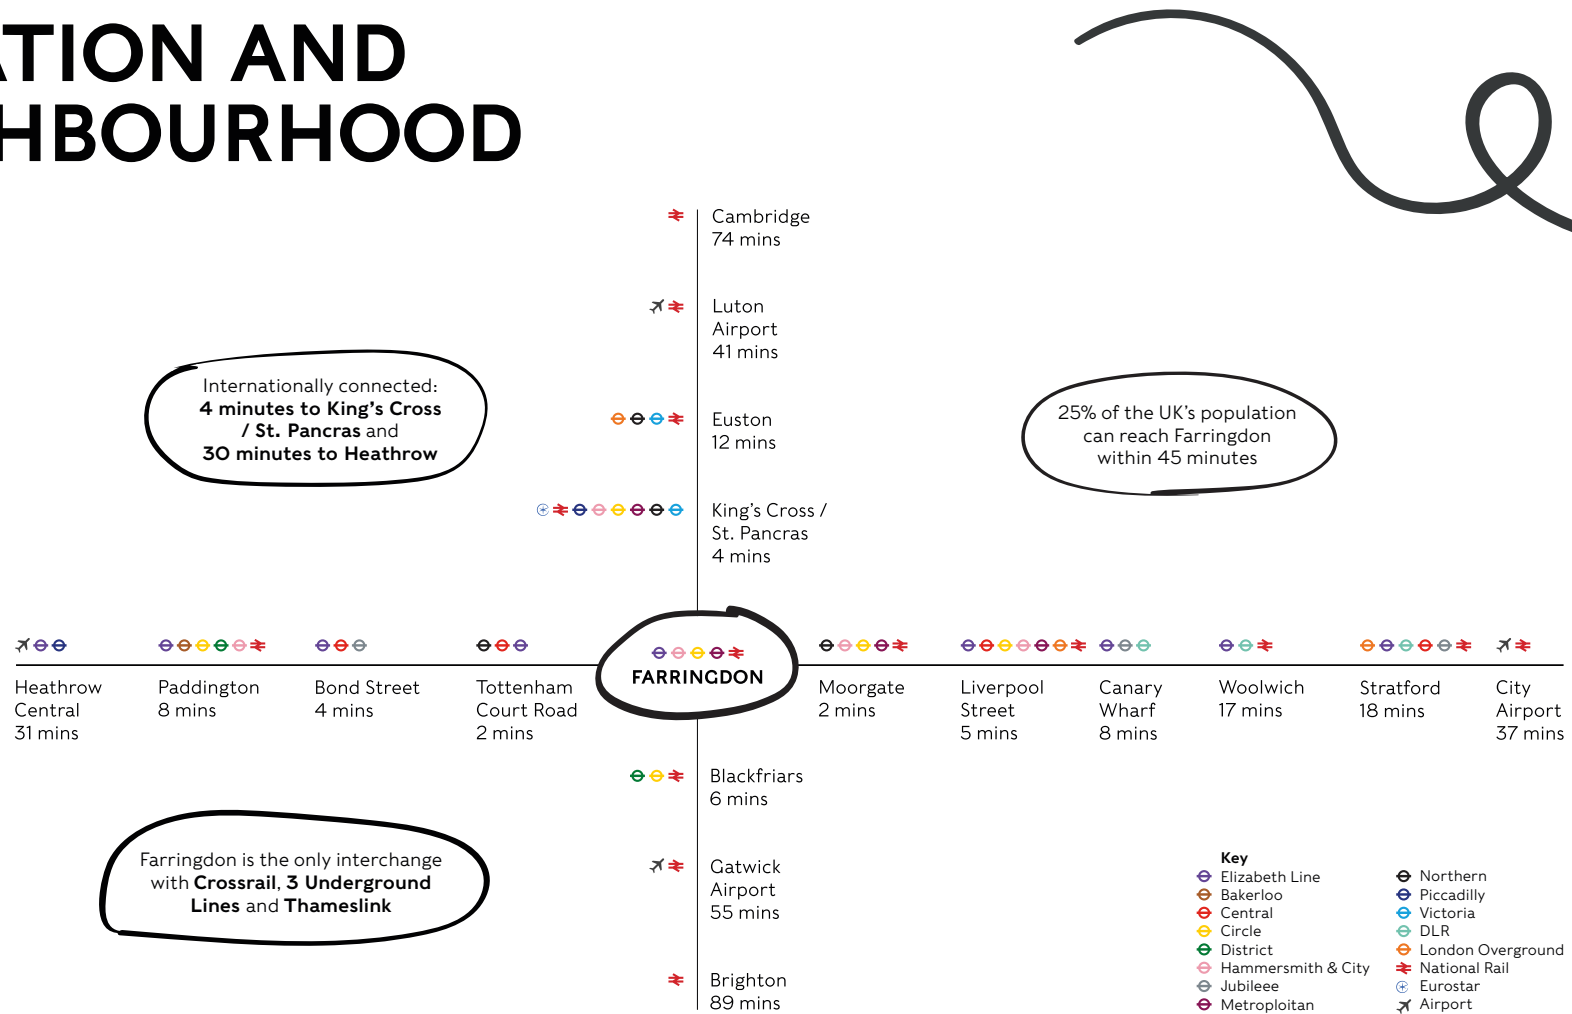 ATION AND
HBOURHOOD
Cambridge
74 mins
Luton
Airport
41 mins
Internationally connected:
4 minutes to King's Cross
/ St. Pancras and
30 minutes to Heathrow
Euston
12 mins
25% of the UK's population
can reach Farringdon
within 45 minutes
King's Cross /
St. Pancras
4 mins
Heathrow
Central
31 mins
Paddington
8 mins
Bond Street
4 mins
Tottenham
Court Road
2 mins
FARRINGDON
Moorgate
2 mins
Liverpool
Street
5 mins
Canary
Wharf
8 mins
Woolwich
17 mins
Stratford
18 mins
City
Airport
37 mins
Blackfriars
6 mins
Gatwick
Airport
55 mins
Brighton
89 mins
Farringdon is the only interchange
with Crossrail, 3 Underground
Lines and Thameslink
Key
Elizabeth Line
Bakerloo
Central
Circle
District
Hammersmith & City
Jubileee
Metroploitan
Northern
Piccadilly
Victoria
DLR
London Overground
National Rail
Eurostar
Airport